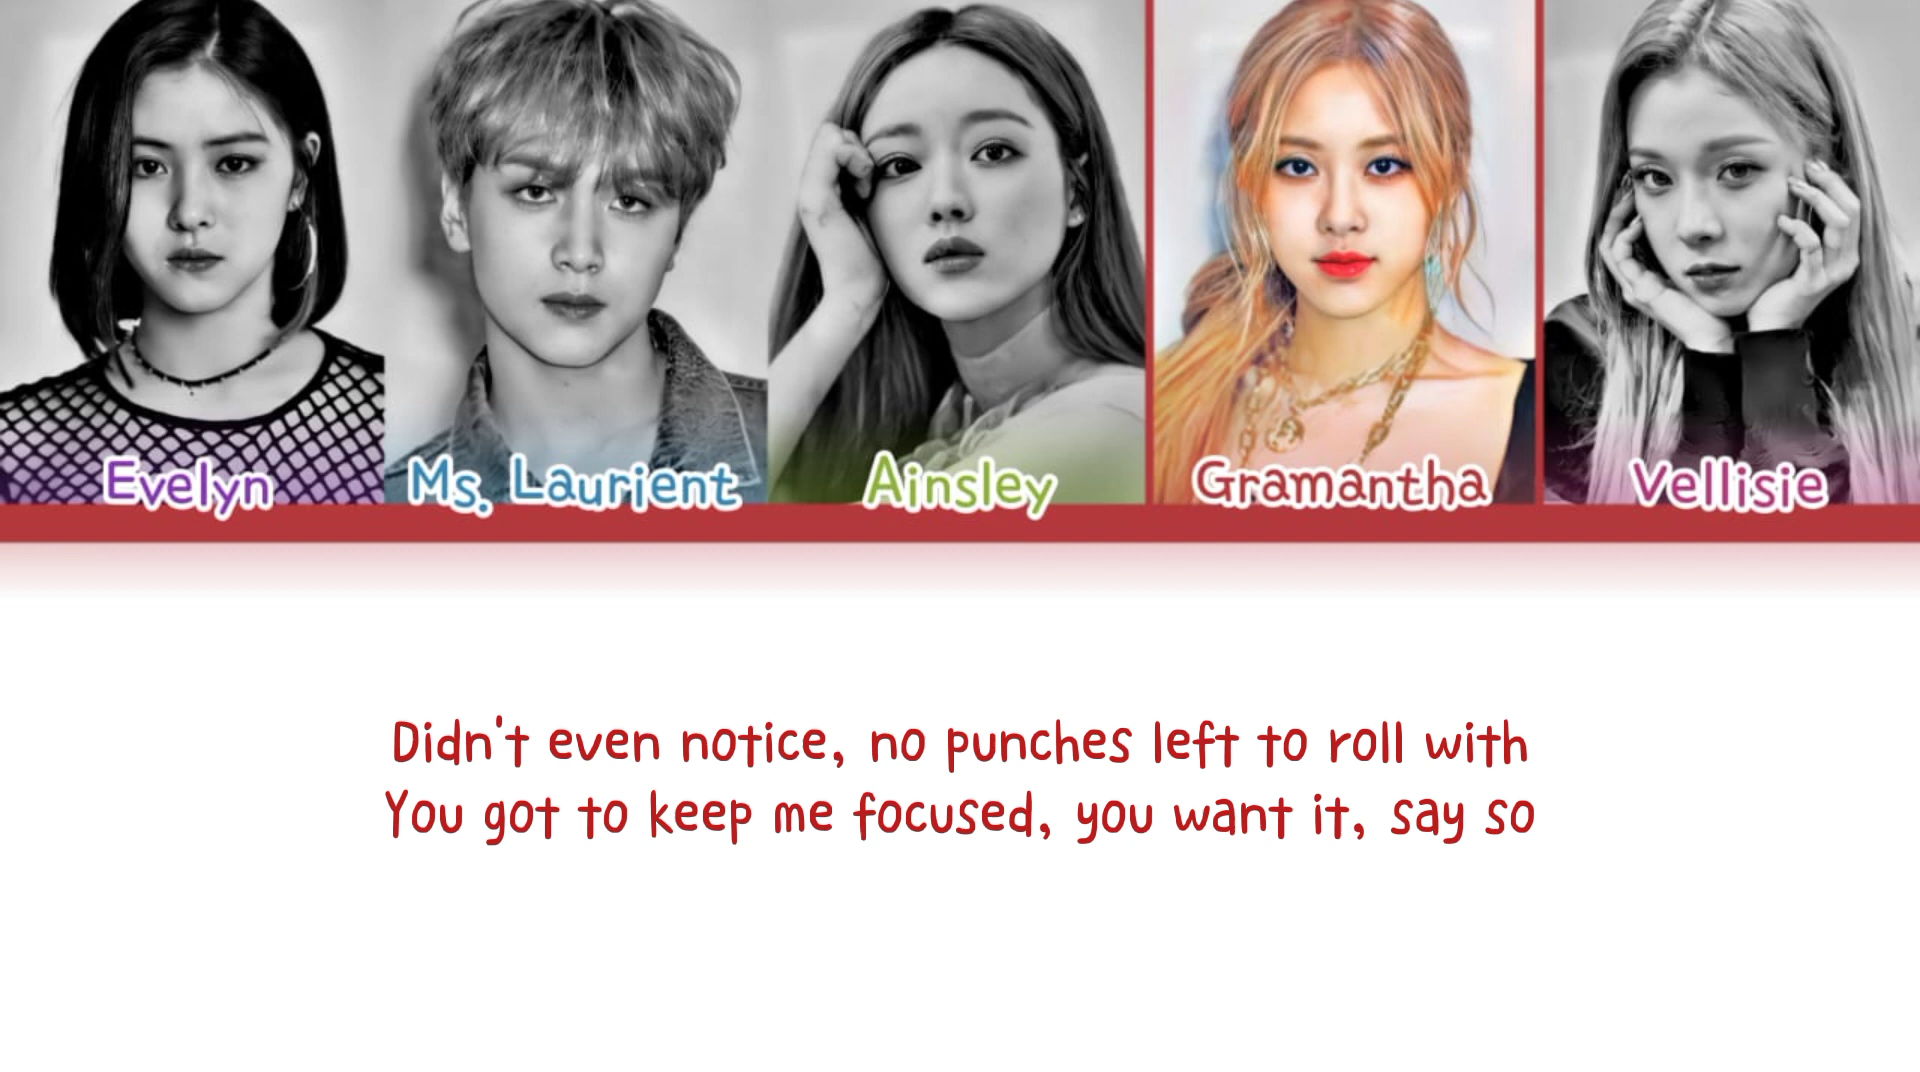 Evelyn
Ms. Laurient
Ainsley
Gramantha
Vellisie
Didn't even notice, no punches left to roll with
You got to keep me focused, you want it, say so